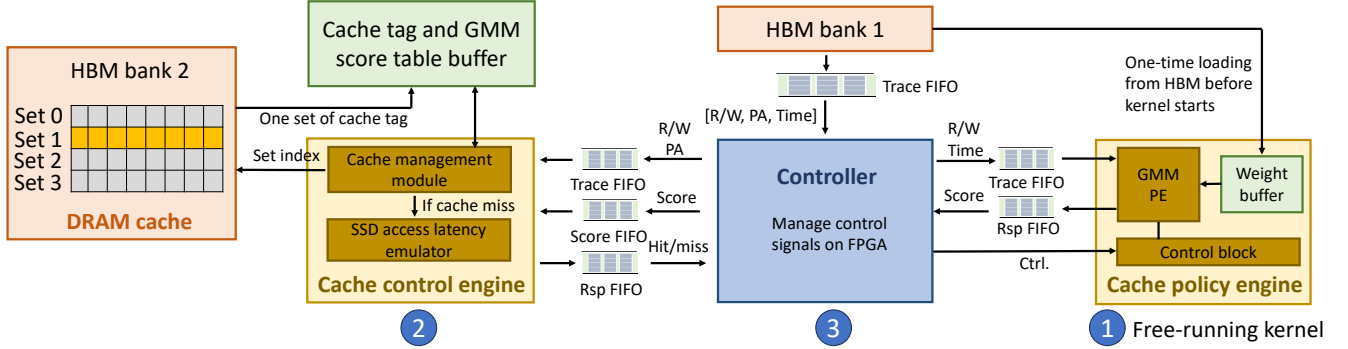 HBM bank 2
Set 0
Set 1
Set 2
Set 3
DRAM cache
Cache tag and GMM
score table buffer
One set of cache tag
Set index
Cache management
module
If cache miss
SSD access latency
emulator
Cache control engine
2
R/W
PA
Trace FIFO
Score
Score FIFO
Hit/miss
Rsp FIFO
HBM bank 1
Trace FIFO
[R/W, PA, Time]
Controller
Manage control
signals on FPGA
3
R/W
Time
Trace FIFO
Score
Rsp FIFO
Ctrl.
One-time loading
from HBM before
kernel starts
GMM
PE
Weight
buffer
Control block
Cache policy engine
1
Free-running kernel